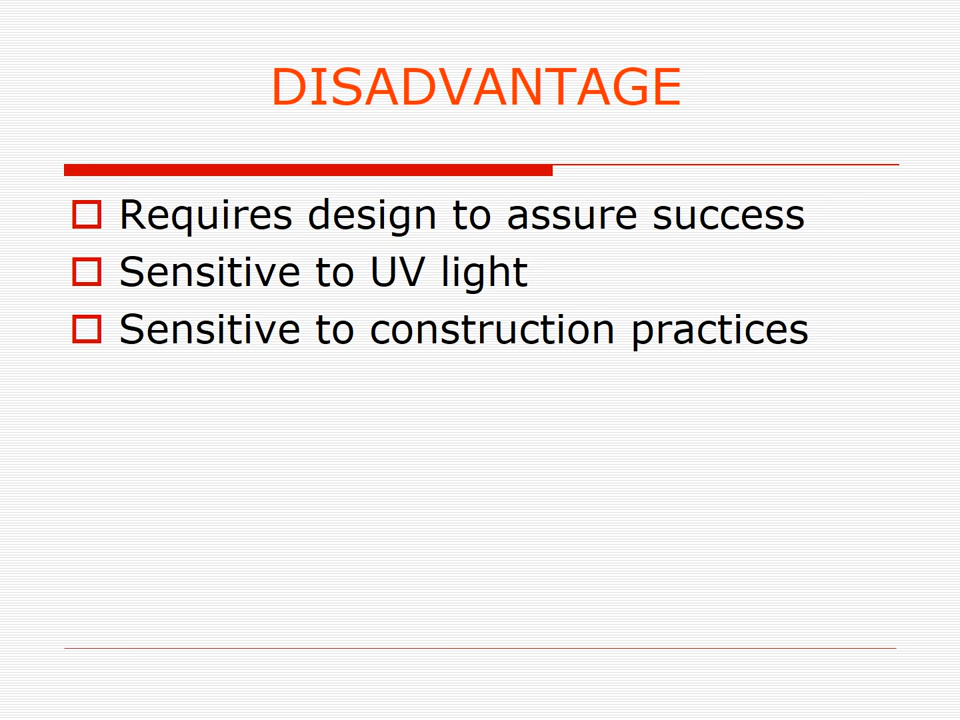 DISADVANTAGE
Requires design to assure success
Sensitive to UV light
Sensitive to construction practices